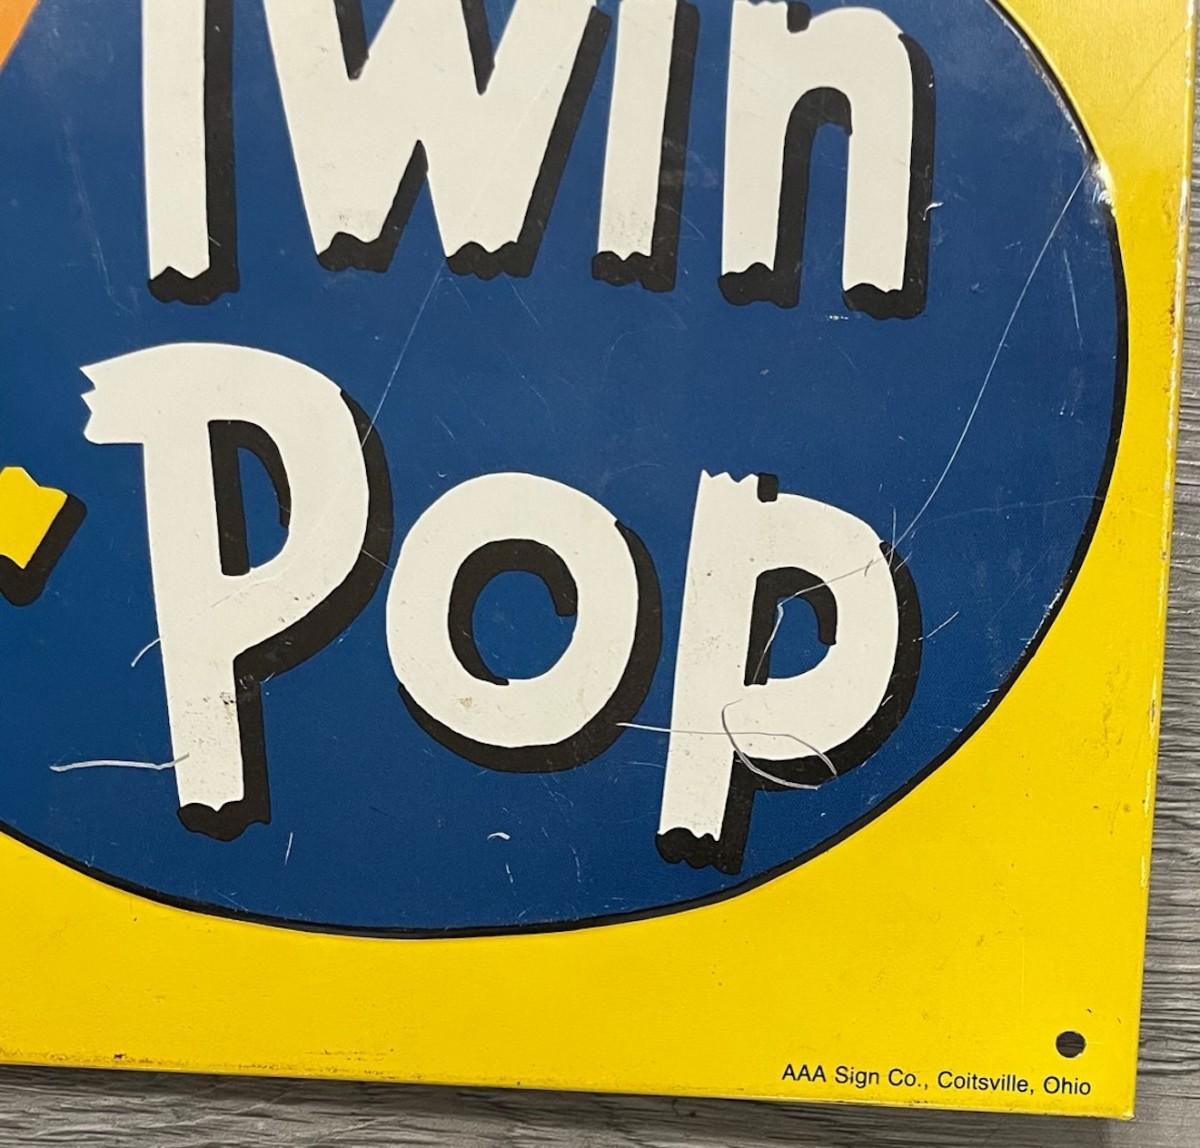 Twin
Pop
AAA Sign Co., Coitsville, Ohio